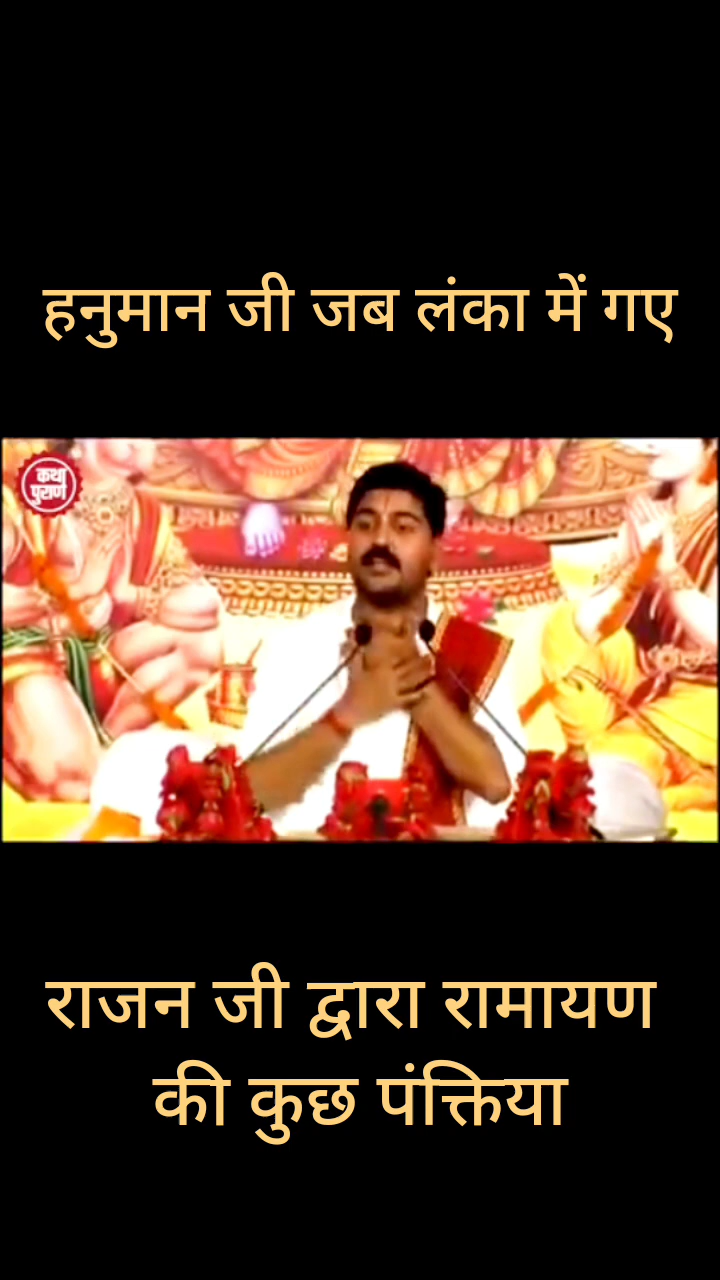 हनुमान जी जब लंका में गए
कथा
पुराण
राजन जी द्वारा रामायण
की कुछ पंक्तिया